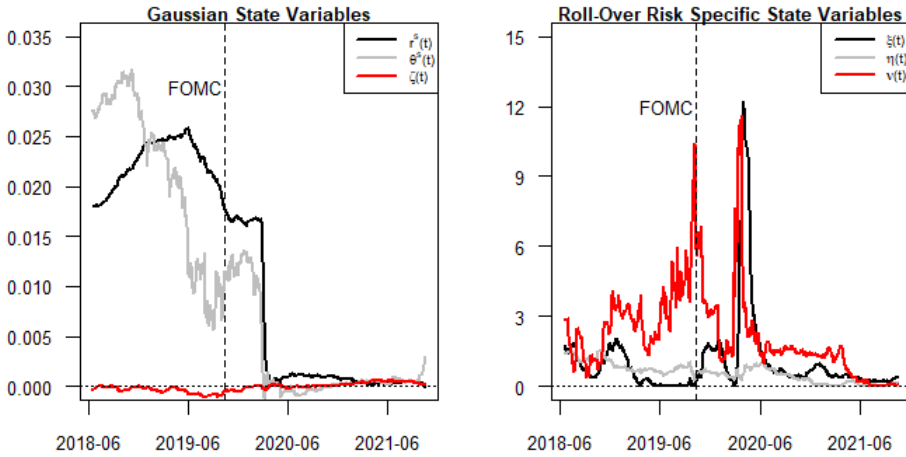 Gaussian State Variables
0.035
0.030
0.025
0.020
0.015
0.010
0.005
0.000
FOMC
r^s(t)
θ^s(t)
ζ(t)
2018-06
2019-06
2020-06
2021-06
Roll-Over Risk Specific State Variables
15
12
9
6
3
0
FOMC
ξ(t)
η(t)
ν(t)
2018-06
2019-06
2020-06
2021-06